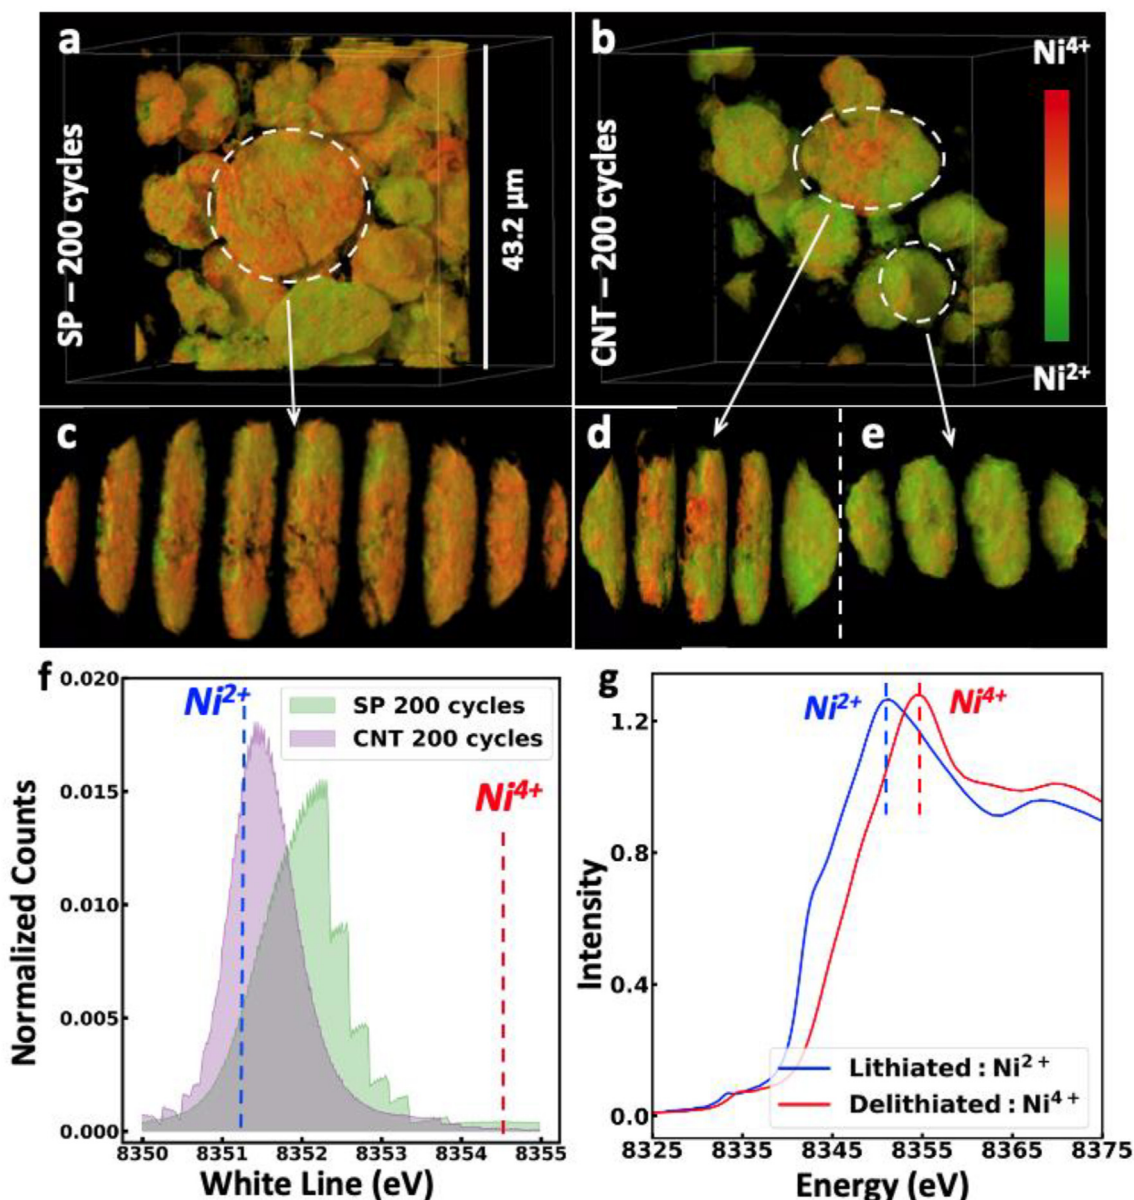 a
SP – 200 cycles
43.2 µm
b
CNT – 200 cycles
Ni4+
Ni2+
c
d
e
f
0.020
0.015
0.010
0.005
0.000
Normalized Counts
Ni2+
Ni4+
SP 200 cycles
CNT 200 cycles
8350 8351 8352 8353 8354 8355
White Line (eV)
g
1.2
0.8
0.4
0.0
Intensity
Ni2+
Ni4+
Lithiated : Ni2+
Delithiated : Ni4+
8325 8335 8345 8355 8365 8375
Energy (eV)